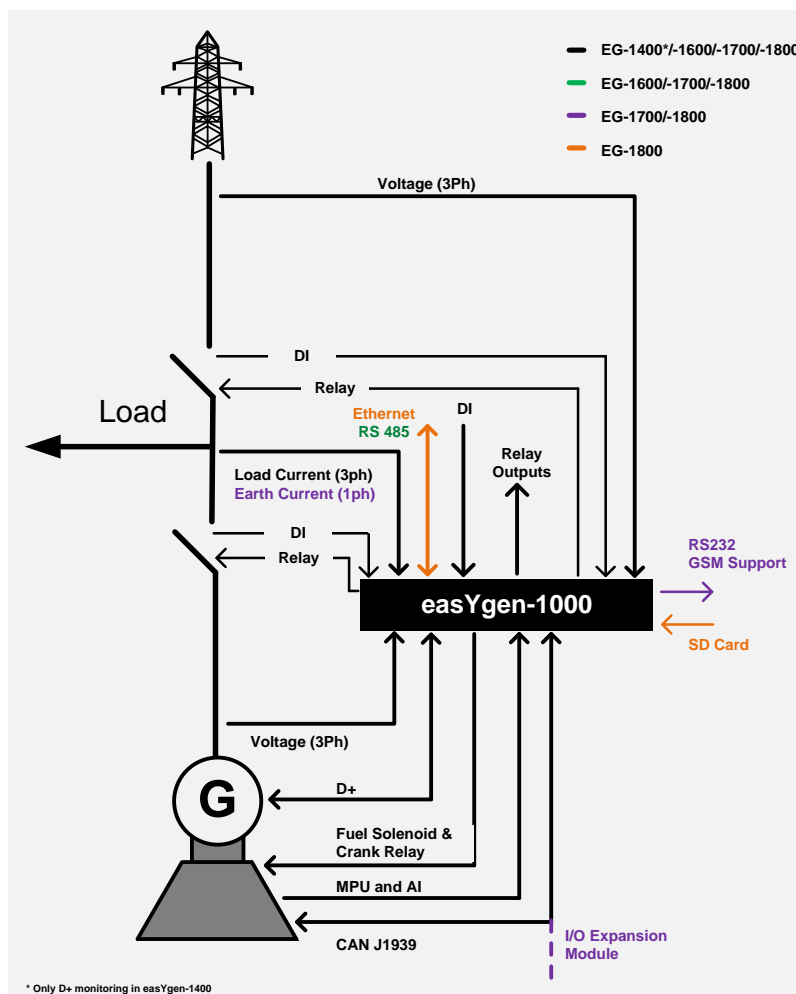 EG-1400*/-1600/-1700/-1800
EG-1600/-1700/-1800
EG-1700/-1800
EG-1800
Voltage (3Ph)
DI
Relay
Load
Ethernet
RS 485
DI
Relay
Outputs
Load Current (3ph)
Earth Current (1ph)
DI
Relay
RS232
GSM Support
easYgen-1000
SD Card
Voltage (3Ph)
G
D+
Fuel Solenoid &
Crank Relay
MPU and AI
CAN J1939
I/O Expansion
Module
* Only D+ monitoring in easYgen-1400